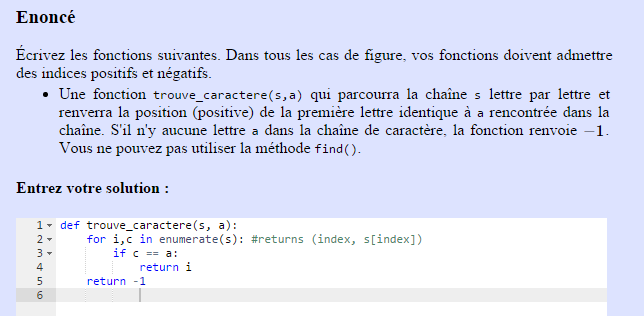 Enoncé
Écrivez les fonctions suivantes. Dans tous les cas de figure, vos fonctions doivent admettre
des indices positifs et négatifs.
• Une fonction trouve_caractere(s,a) qui parcourra la chaîne s lettre par lettre et
renverra la position (positive) de la première lettre identique à a rencontrée dans la
chaîne. S'il n'y aucune lettre a dans la chaîne de caractère, la fonction renvoie −1.
Vous ne pouvez pas utiliser la méthode find().
Entrez votre solution :
1 def trouve_caractere(s, a):
2 for i,c in enumerate(s): #returns (index, s[index])
3 if c == a:
4 return i
5 return -1
6